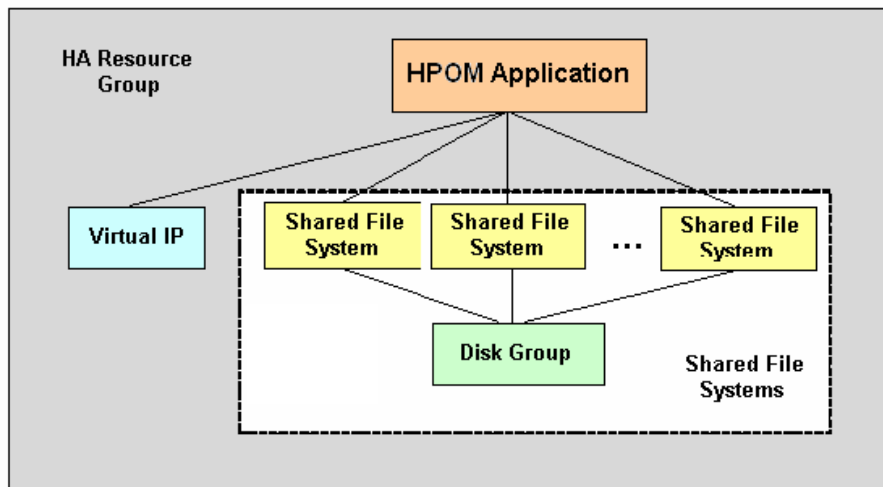 HA Resource
Group
HPOM Application
Virtual IP
Shared File
System
Shared File
System
...
Shared File
System
Disk Group
Shared File
Systems